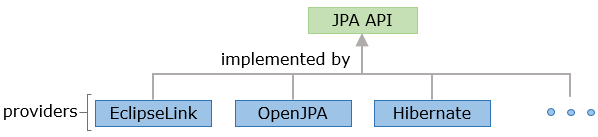 JPA API
implemented by
providers EclipseLink OpenJPA Hibernate